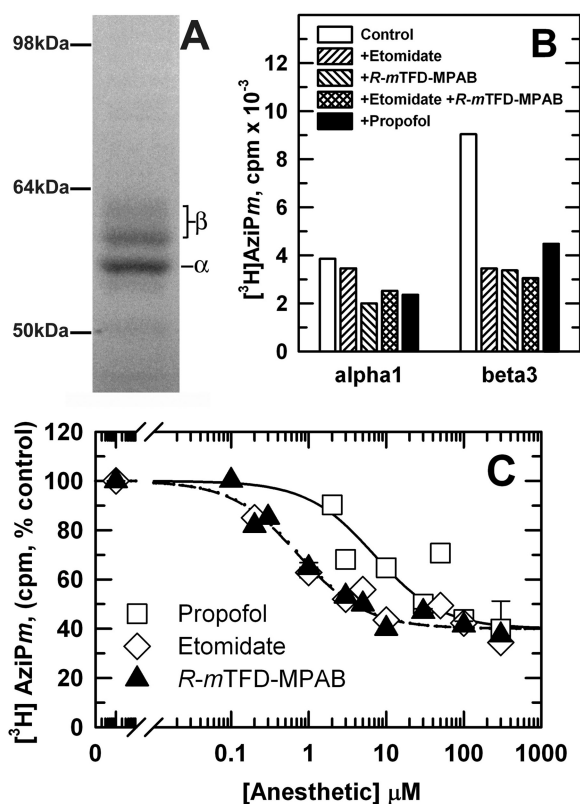 A
98kDa
64kDa
β
α
50kDa
B
Control
+Etomidate
+R-mTFD-MPAB
+Etomidate +R-mTFD-MPAB
+Propofol
[³H]AziPm, cpm x 10⁻³
12
10
8
6
4
2
0
alpha1
beta3
C
[³H] AziPm, (cpm, % control)
120
100
80
60
40
20
0
Propofol
Etomidate
R-mTFD-MPAB
0
0.1
1
10
100
1000
[Anesthetic] µM